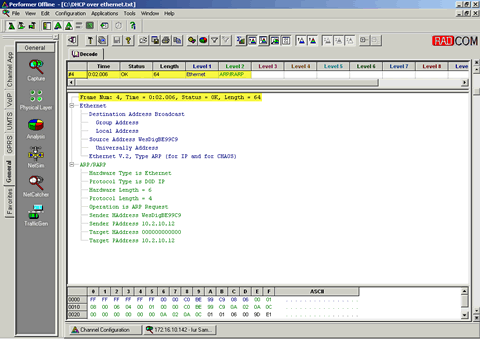 Performer Offline - [C:\DHCP over ethernet.txt]
File View Edit Configuration Applications Tools Window Help
RADCOM
General
Decode
Time Status Length Level 1 Level 2 Level 3 Level 4 Level 5 Level 6 Level 7 Level 8 Leve
#4 0:02.006 OK 64 Ethernet ARP/RARP
Channel App
VoIP
UMTS
GPRS
General
Favorites
Capture
Physical Layer
Analysis
NetSim
NetCatcher
TrafficGen
Frame Num: 4, Time = 0:02.006, Status = OK, Length = 64
Ethernet
Destination Address Broadcast
Group Address
Local Address
Source Address WesDigBE99C9
Universally Address
Ethernet V.2, Type ARP (for IP and for CHAOS)
ARP/RARP
Hardware Type is Ethernet
Protocol Type is DOD IP
Hardware Length = 6
Protocol Length = 4
Operation is ARP Request
Sender HAddress WesDigBE99C9
Sender PAddress 10.2.10.12
Target HAddress 000000000000
Target PAddress 10.2.10.12
0 1 2 3 4 5 6 7 8 9 A B C D E F ASCII
0000 FF FF FF FF FF FF 00 00 C0 BE 99 C9 08 06 00 01
0010 08 00 06 04 00 01 00 00 C0 BE 99 C9 0A 02 0A 0C
0020 00 00 00 00 00 00 0A 02 0A 0C 01 01 06 00 9D E1
Channel Configuration
172.16.10.142 - Iui Sam...